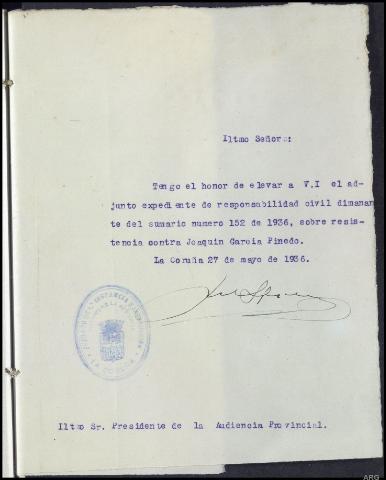 Iltmo Señor:
Tengo el honor de elevar a V.I el ad-
junto expediente de responsabilidad civil dimanan
te del sumario numero 152 de 1936, sobre resis-
tencia contra Joaquin Garcia Pinedo.
La Coruña 27 de mayo de 1936.
Iltmo Sr. Presidente de la Audiencia Provincial.
ARG